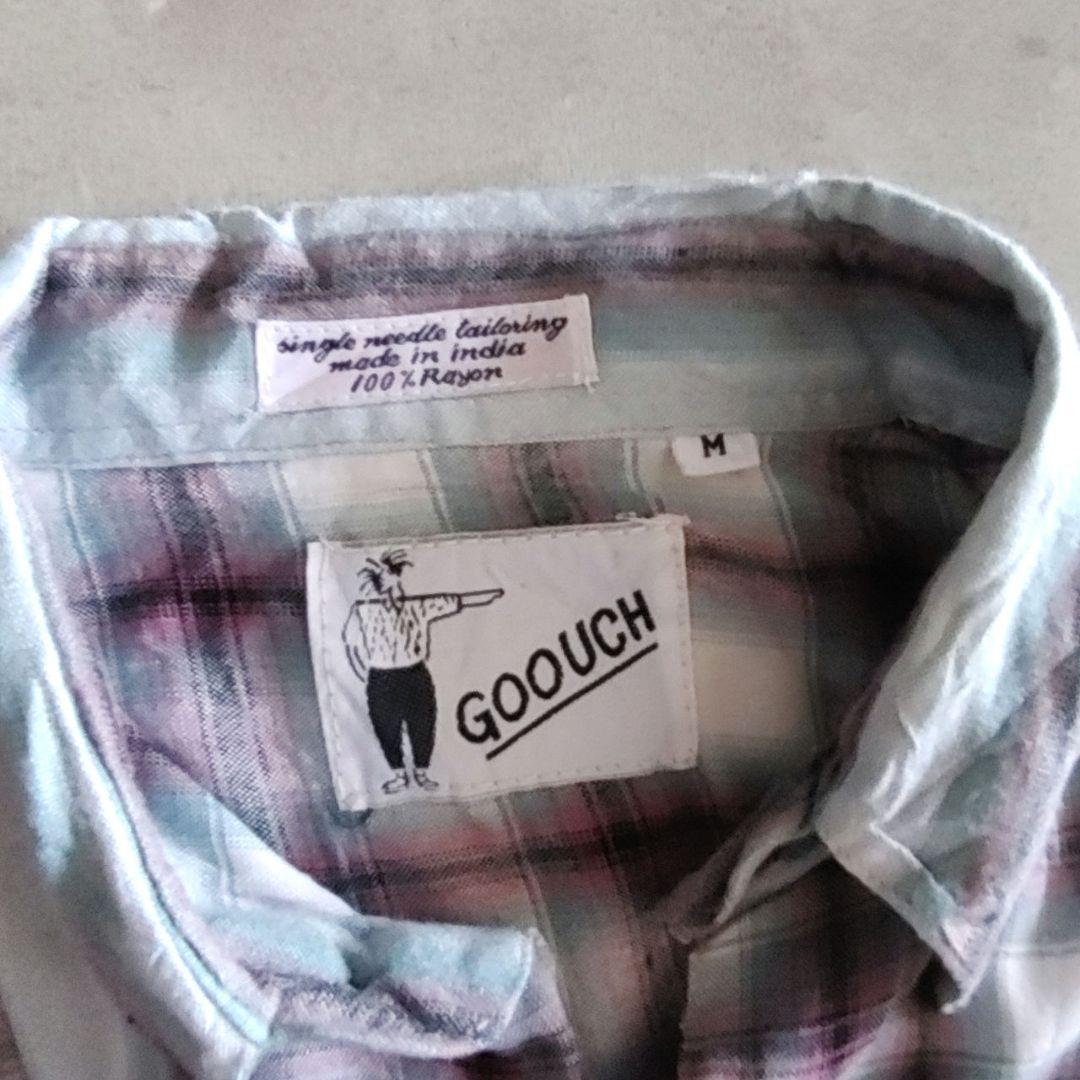 single needle tailoring
made in india
100% Rayon
M
GOOUCH